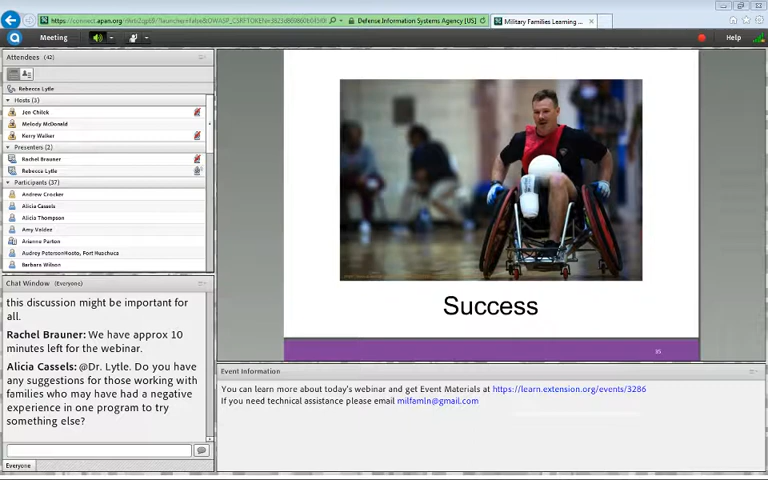 Defense Information Systems Agency [US]
Military Families Learning ...
Meeting
Help
Attendees (42)
Rebecca Lytle
Hosts (3)
Jen Chilek
Melody McDonald
Kerry Walker
Presenters (2)
Rachel Brauner
Rebecca Lytle
Participants (37)
Andrew Crocker
Alicia Cassels
Alicia Thompson
Amy Valdez
Arianna Parton
Audrey PetersonHosto, Fort Huachuca
Barbara Wilson
Chat Window (Everyone)
this discussion might be important for
all.
Rachel Brauner: We have approx 10
minutes left for the webinar.
Alicia Cassels: @Dr. Lytle. Do you have
any suggestions for those working with
families who may have had a negative
experience in one program to try
something else?
Everyone
Success
35
Event Information
You can learn more about today's webinar and get Event Materials at https://learn.extension.org/events/3286
If you need technical assistance please email milfamln@gmail.com